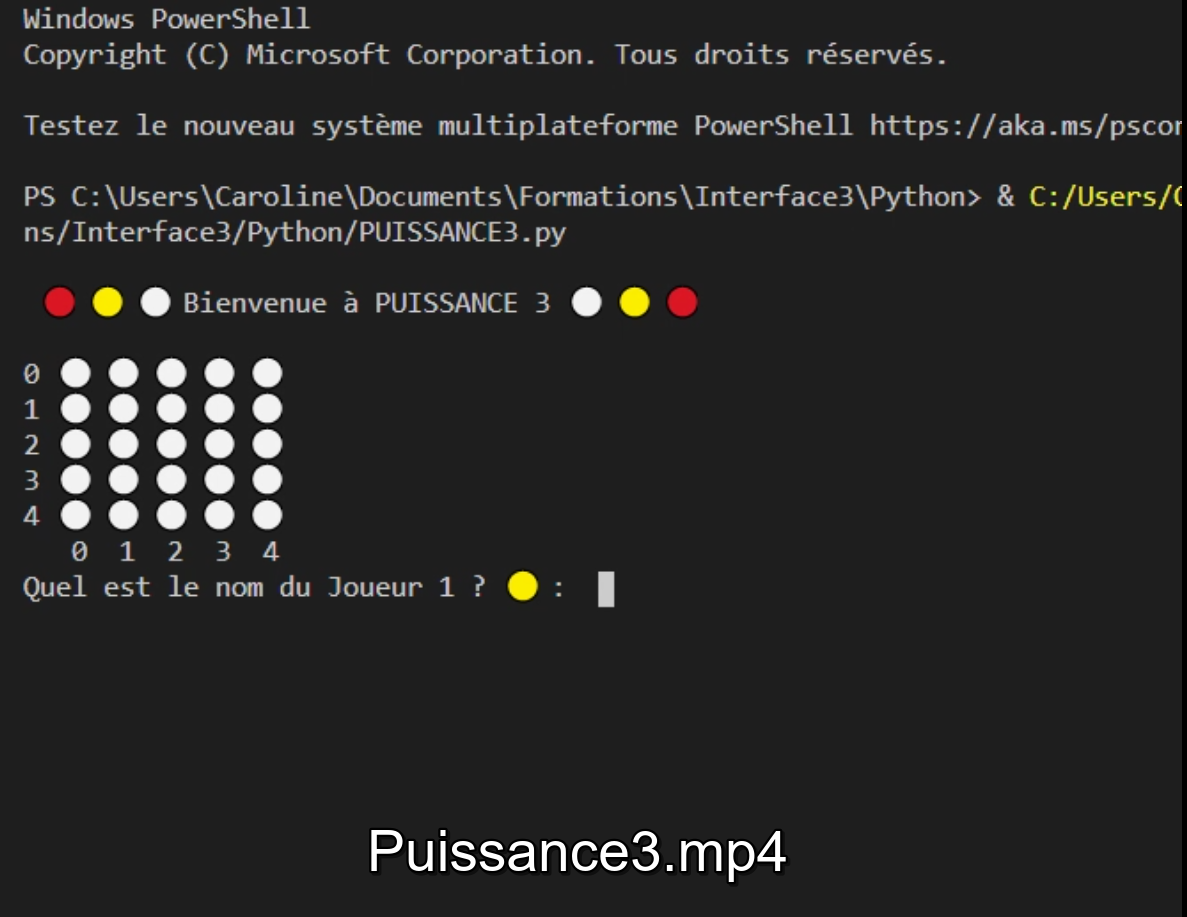 Windows PowerShell
Copyright (C) Microsoft Corporation. Tous droits réservés.
Testez le nouveau système multiplateforme PowerShell https://aka.ms/pscor
PS C:\Users\Caroline\Documents\Formations\Interface3\Python> & C:/Users/C
ns/Interface3/Python/PUISSANCE3.py
Bienvenue à PUISSANCE 3
0
1
2
3
4
0 1 2 3 4
Quel est le nom du Joueur 1 ? :
Puissance3.mp4